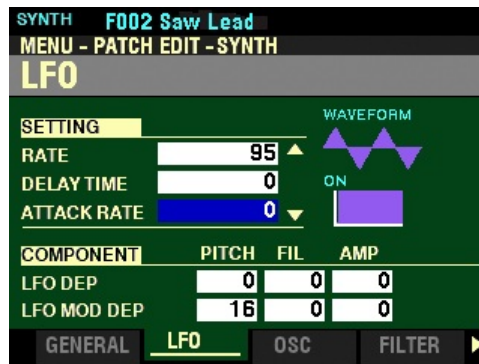 SYNTH F002 Saw Lead
MENU - PATCH EDIT - SYNTH
LFO
WAVEFORM
SETTING
RATE 95
DELAY TIME 0
ON
ATTACK RATE 0
COMPONENT PITCH FIL AMP
LFO DEP 0 0 0
LFO MOD DEP 16 0 0
GENERAL LFO OSC FILTER